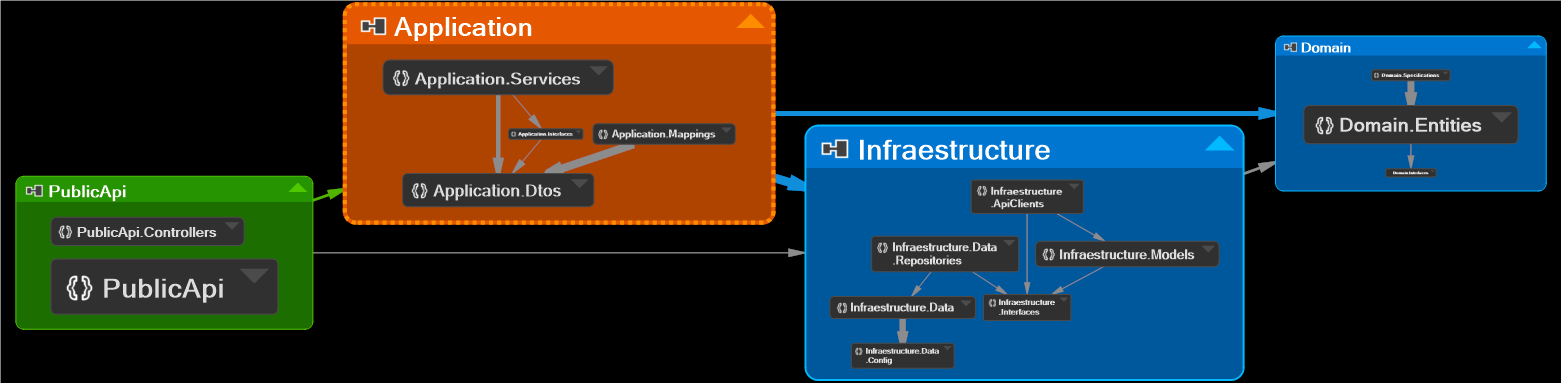 Application
Application.Services
Application.Interfaces
Application.Mappings
Application.Dtos
PublicApi
PublicApi.Controllers
PublicApi
Infraestructure
Infraestructure
.ApiClients
Infraestructure.Data
.Repositories
Infraestructure.Models
Infraestructure.Data
Infraestructure
.Interfaces
Infraestructure.Data
.Config
Domain
Domain.Specifications
Domain.Entities
Domain.Interfaces